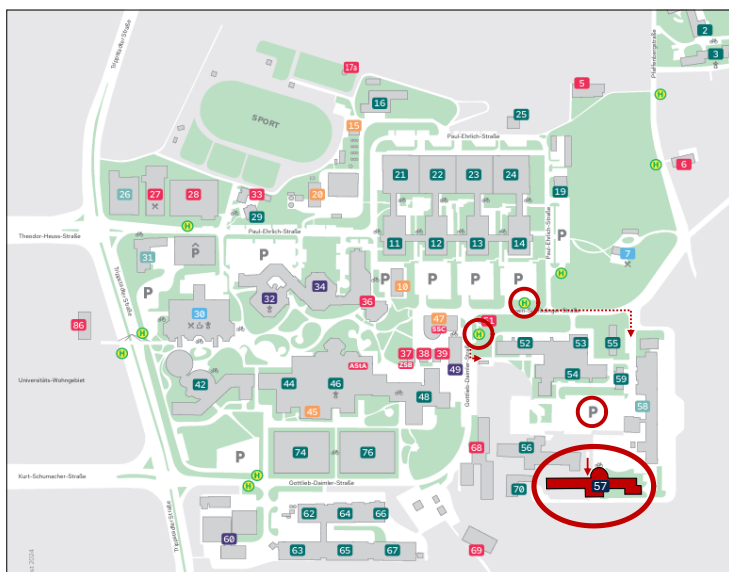 2
3
Pfaffenbergstraße
H
5
17a
16
SPORT
15
25
Paul-Ehrlich-Straße
Trippstadter Straße
H
6
21
22
23
24
19
26
27
28
33
20
29
H
Paul-Ehrlich-Straße
Theodor-Heuss-Straße
11
12
13
14
Paul-Ehrlich-Straße
P
7
31
P
P
P
P
P
P
P
H
10
34
32
36
H
30
47
SSC
H
51
Trippstadter Straße
86
H
H
52
53
55
37
38
39
ZSB
49
AStA
Gottlieb-Daimler-Straße
54
59
Universitäts-Wohngebiet
42
44
46
48
45
58
P
P
74
76
68
56
Kurt-Schumacher-Straße
H
H
Gottlieb-Daimler-Straße
70
57
62
64
66
60
63
65
67
69
Trippstadter Straße
2024